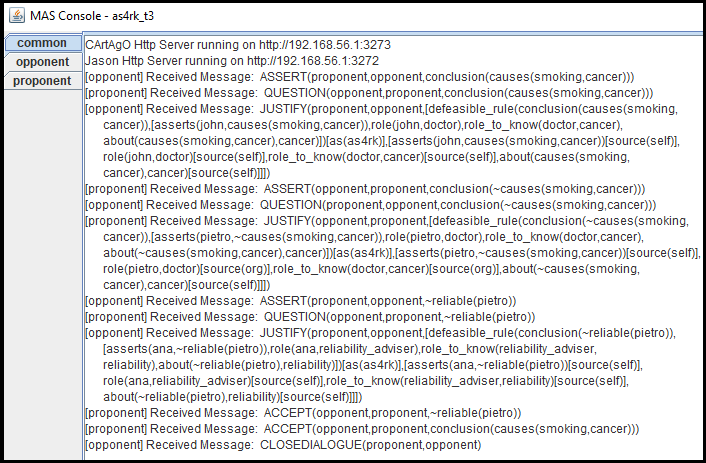 MAS Console - as4rk_t3
common
opponent
proponent
CArtAgO Http Server running on http://192.168.56.1:3273
Jason Http Server running on http://192.168.56.1:3272
[opponent] Received Message:  ASSERT(proponent,opponent,conclusion(causes(smoking,cancer)))
[proponent] Received Message:  QUESTION(opponent,proponent,conclusion(causes(smoking,cancer)))
[opponent] Received Message:  JUSTIFY(proponent,opponent,[defeasible_rule(conclusion(causes(smoking,
cancer)),[asserts(john,causes(smoking,cancer)),role(john,doctor),role_to_know(doctor,cancer),
about(causes(smoking,cancer),cancer)])[as(as4rk)],[asserts(john,causes(smoking,cancer))[source(self)],
role(john,doctor)[source(self)],role_to_know(doctor,cancer)[source(self)],about(causes(smoking,
cancer),cancer)[source(self)]]])
[proponent] Received Message:  ASSERT(opponent,proponent,conclusion(~causes(smoking,cancer)))
[opponent] Received Message:  QUESTION(proponent,opponent,conclusion(~causes(smoking,cancer)))
[proponent] Received Message:  JUSTIFY(opponent,proponent,[defeasible_rule(conclusion(~causes(smoking,
cancer)),[asserts(pietro,~causes(smoking,cancer)),role(pietro,doctor),role_to_know(doctor,cancer),
about(~causes(smoking,cancer),cancer)])[as(as4rk)],[asserts(pietro,~causes(smoking,cancer))[source(self)],
role(pietro,doctor)[source(org)],role_to_know(doctor,cancer)[source(org)],about(~causes(smoking,
cancer),cancer)[source(self)]]])
[opponent] Received Message:  ASSERT(proponent,opponent,~reliable(pietro))
[proponent] Received Message:  QUESTION(opponent,proponent,~reliable(pietro))
[opponent] Received Message:  JUSTIFY(proponent,opponent,[defeasible_rule(conclusion(~reliable(pietro)),
[asserts(ana,~reliable(pietro)),role(ana,reliability_adviser),role_to_know(reliability_adviser,
reliability),about(~reliable(pietro),reliability)])[as(as4rk)],[asserts(ana,~reliable(pietro))[source(self)],
role(ana,reliability_adviser)[source(self)],role_to_know(reliability_adviser,reliability)[source(self)],
about(~reliable(pietro),reliability)[source(self)]]])
[proponent] Received Message:  ACCEPT(opponent,proponent,~reliable(pietro))
[proponent] Received Message:  ACCEPT(opponent,proponent,conclusion(causes(smoking,cancer)))
[opponent] Received Message:  CLOSEDIALOGUE(proponent,opponent)